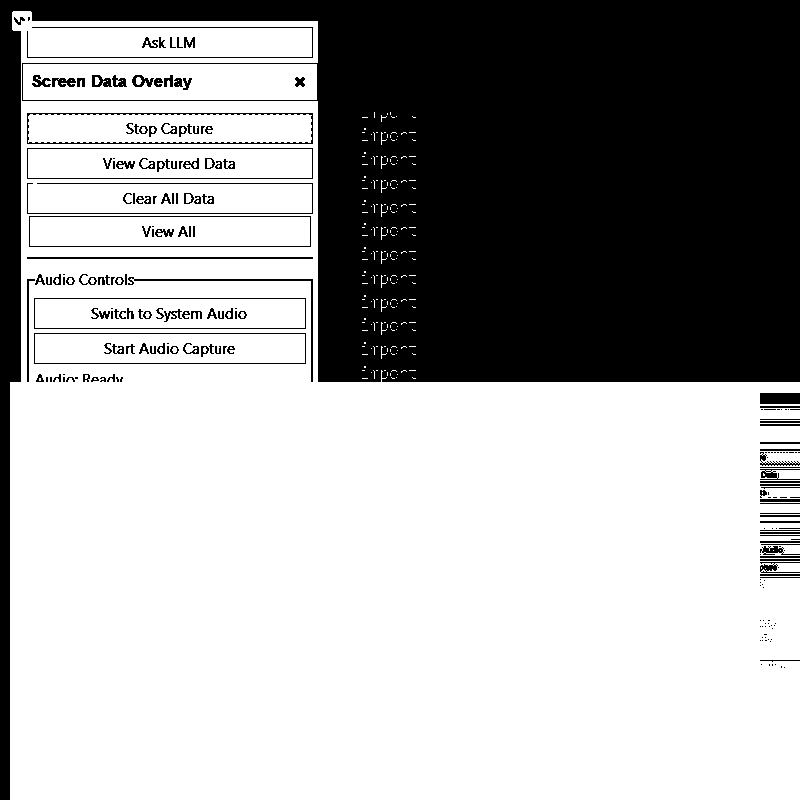 Ask LLM
Screen Data Overlay ×
Stop Capture
View Captured Data
Clear All Data
View All
Audio Controls
Switch to System Audio
Start Audio Capture
Audio: Ready
import
import
import
import
import
import
import
import
import
import
import
import
Data
Audio